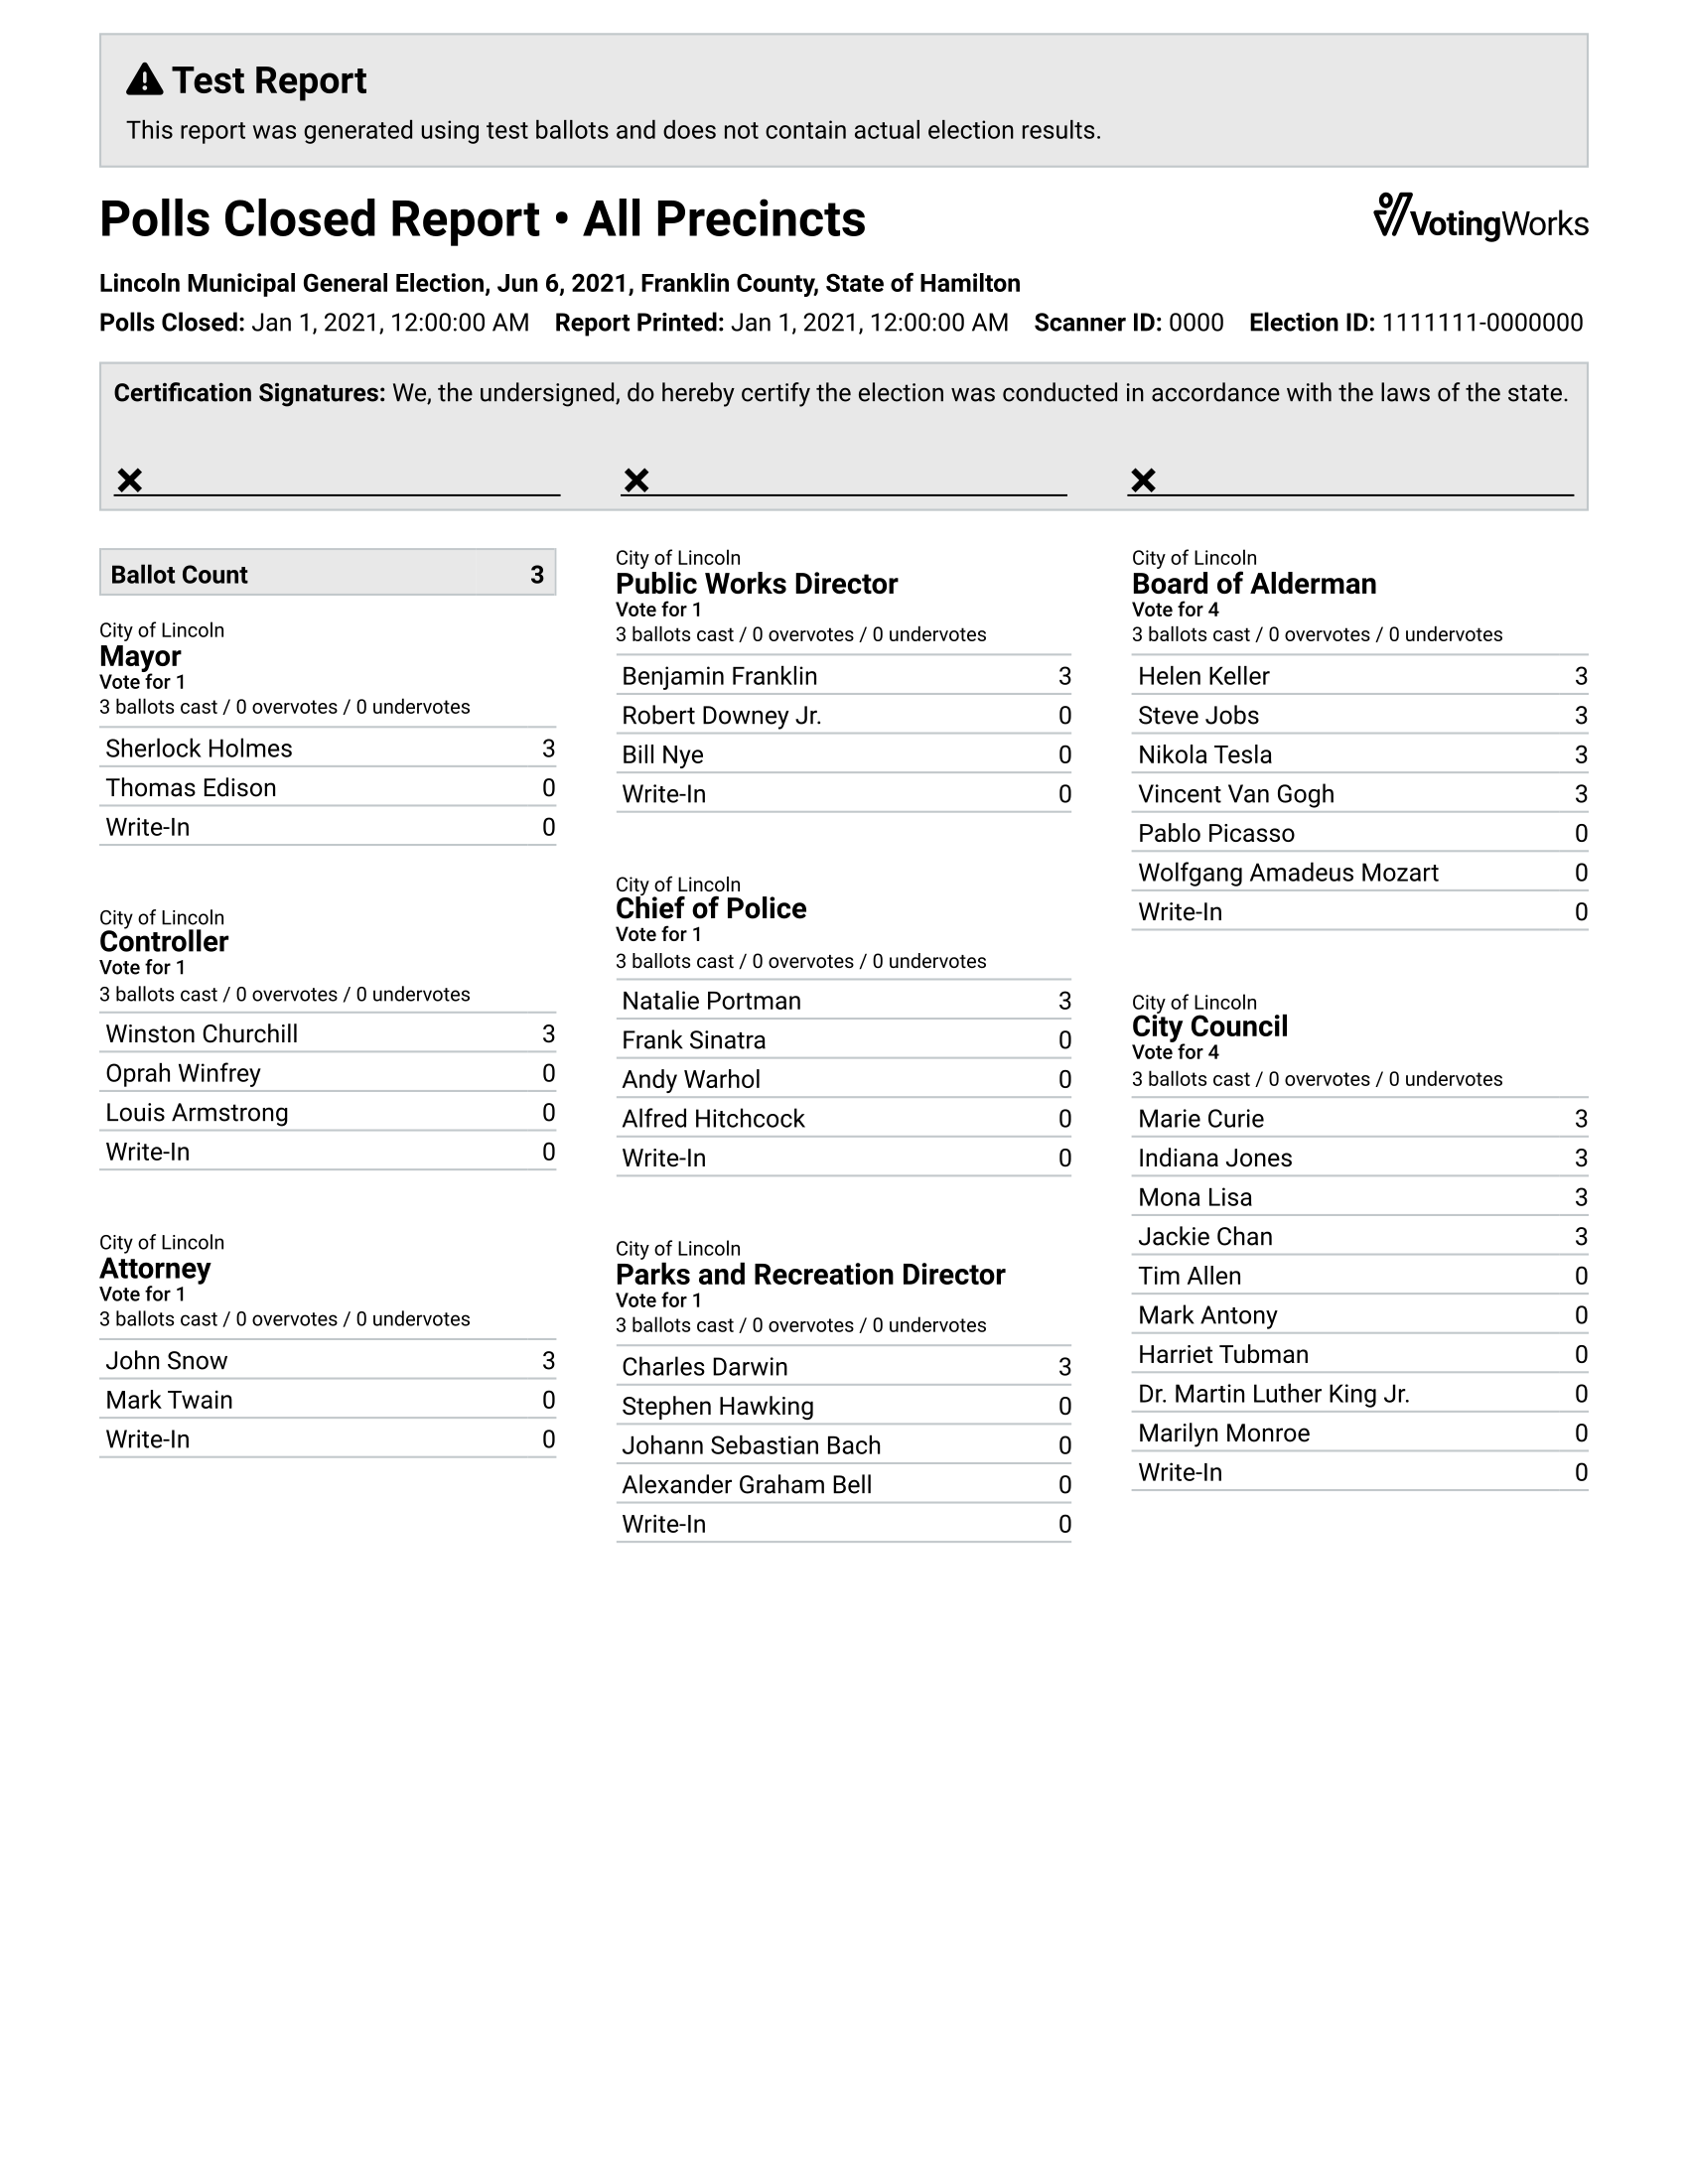 Test Report
This report was generated using test ballots and does not contain actual election results.
Polls Closed Report • All Precincts
VotingWorks
Lincoln Municipal General Election, Jun 6, 2021, Franklin County, State of Hamilton
Polls Closed: Jan 1, 2021, 12:00:00 AM Report Printed: Jan 1, 2021, 12:00:00 AM Scanner ID: 0000 Election ID: 1111111-0000000
Certification Signatures: We, the undersigned, do hereby certify the election was conducted in accordance with the laws of the state.
Ballot Count 3
City of Lincoln
Mayor
Vote for 1
3 ballots cast / 0 overvotes / 0 undervotes
Sherlock Holmes 3
Thomas Edison 0
Write-In 0
City of Lincoln
Controller
Vote for 1
3 ballots cast / 0 overvotes / 0 undervotes
Winston Churchill 3
Oprah Winfrey 0
Louis Armstrong 0
Write-In 0
City of Lincoln
Attorney
Vote for 1
3 ballots cast / 0 overvotes / 0 undervotes
John Snow 3
Mark Twain 0
Write-In 0
City of Lincoln
Public Works Director
Vote for 1
3 ballots cast / 0 overvotes / 0 undervotes
Benjamin Franklin 3
Robert Downey Jr. 0
Bill Nye 0
Write-In 0
City of Lincoln
Chief of Police
Vote for 1
3 ballots cast / 0 overvotes / 0 undervotes
Natalie Portman 3
Frank Sinatra 0
Andy Warhol 0
Alfred Hitchcock 0
Write-In 0
City of Lincoln
Parks and Recreation Director
Vote for 1
3 ballots cast / 0 overvotes / 0 undervotes
Charles Darwin 3
Stephen Hawking 0
Johann Sebastian Bach 0
Alexander Graham Bell 0
Write-In 0
City of Lincoln
Board of Alderman
Vote for 4
3 ballots cast / 0 overvotes / 0 undervotes
Helen Keller 3
Steve Jobs 3
Nikola Tesla 3
Vincent Van Gogh 3
Pablo Picasso 0
Wolfgang Amadeus Mozart 0
Write-In 0
City of Lincoln
City Council
Vote for 4
3 ballots cast / 0 overvotes / 0 undervotes
Marie Curie 3
Indiana Jones 3
Mona Lisa 3
Jackie Chan 3
Tim Allen 0
Mark Antony 0
Harriet Tubman 0
Dr. Martin Luther King Jr. 0
Marilyn Monroe 0
Write-In 0